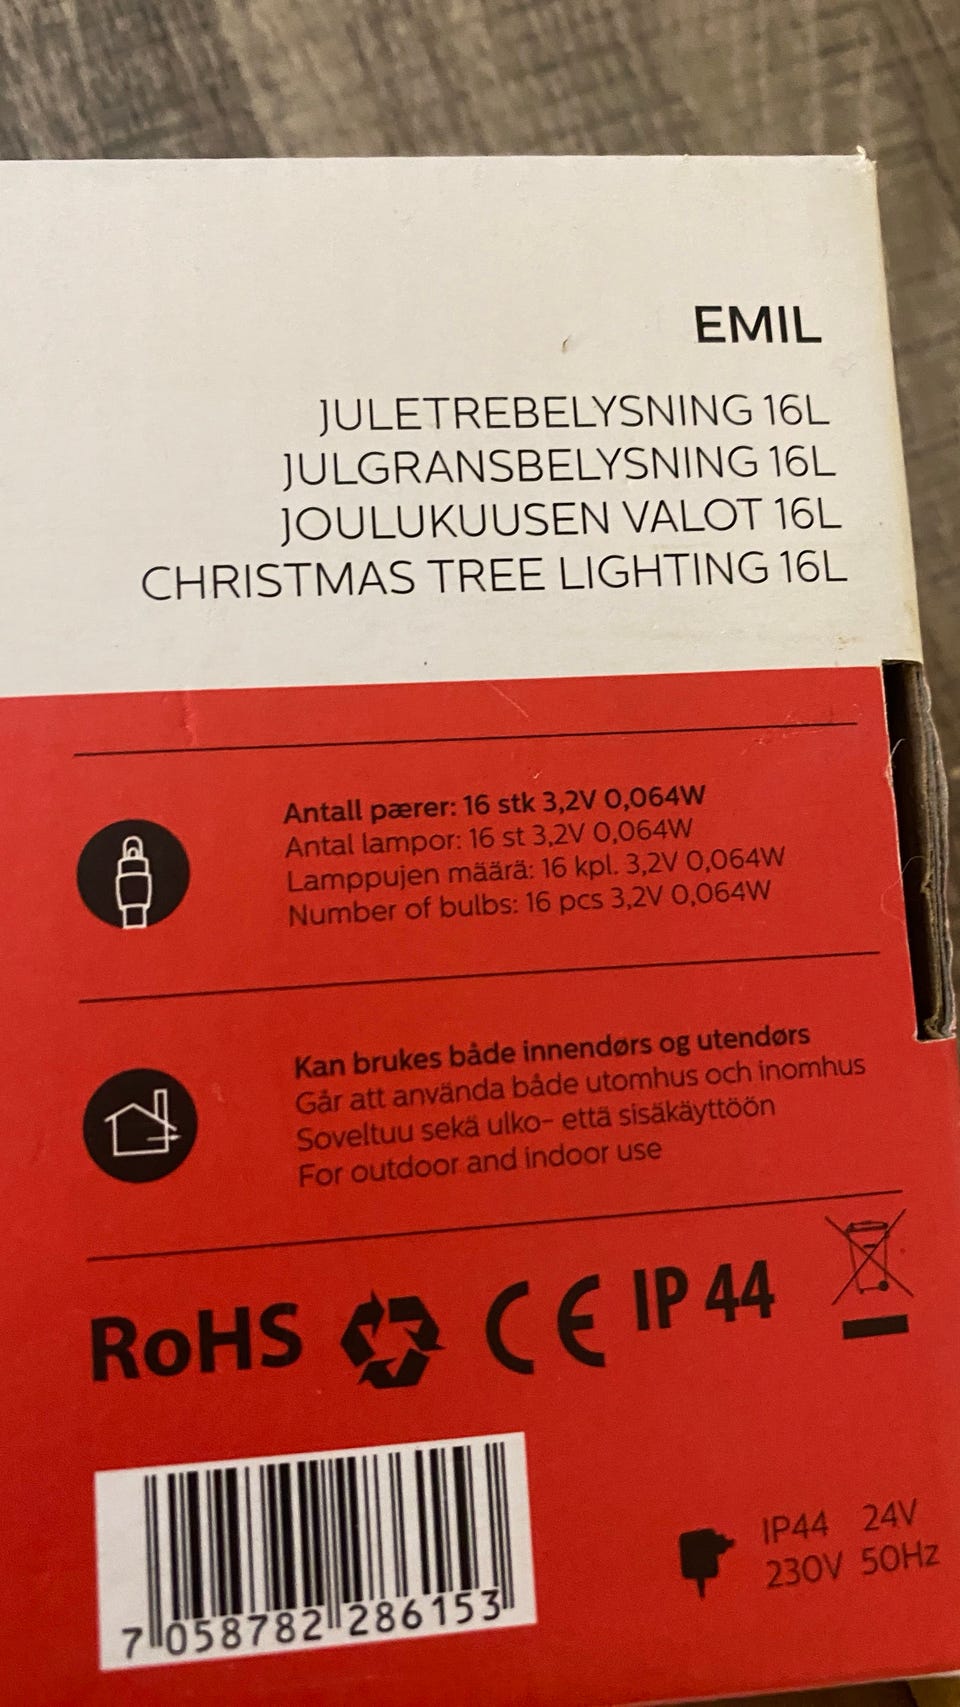 EMIL
JULETREBELYSNING 16L
JULGRANSBELYSNING 16L
JOULUKUUSEN VALOT 16L
CHRISTMAS TREE LIGHTING 16L
Antall pærer: 16 stk 3,2V 0,064W
Antal lampor: 16 st 3,2V 0,064W
Lamppujen määrä: 16 kpl. 3,2V 0,064W
Number of bulbs: 16 pcs 3,2V 0,064W
Kan brukes både innendørs og utendørs
Går att använda både utomhus och inomhus
Soveltuu sekä ulko- että sisäkäyttöön
For outdoor and indoor use
RoHS CE IP 44
7 058782 286153
IP44 24V
230V 50Hz